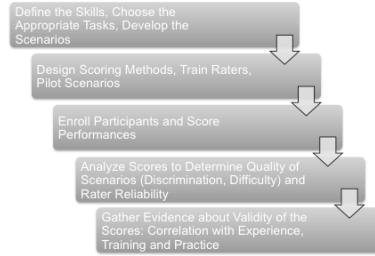 Define the Skills, Choose the
Appropriate Tasks, Develop the
Scenarios
Design Scoring Methods, Train Raters,
Pilot Scenarios
Enroll Participants and Score
Performances
Analyze Scores to Determine Quality of
Scenarios (Discrimination, Difficulty) and
Rater Reliability
Gather Evidence about Validity of the
Scores: Correlation with Experience,
Training and Practice